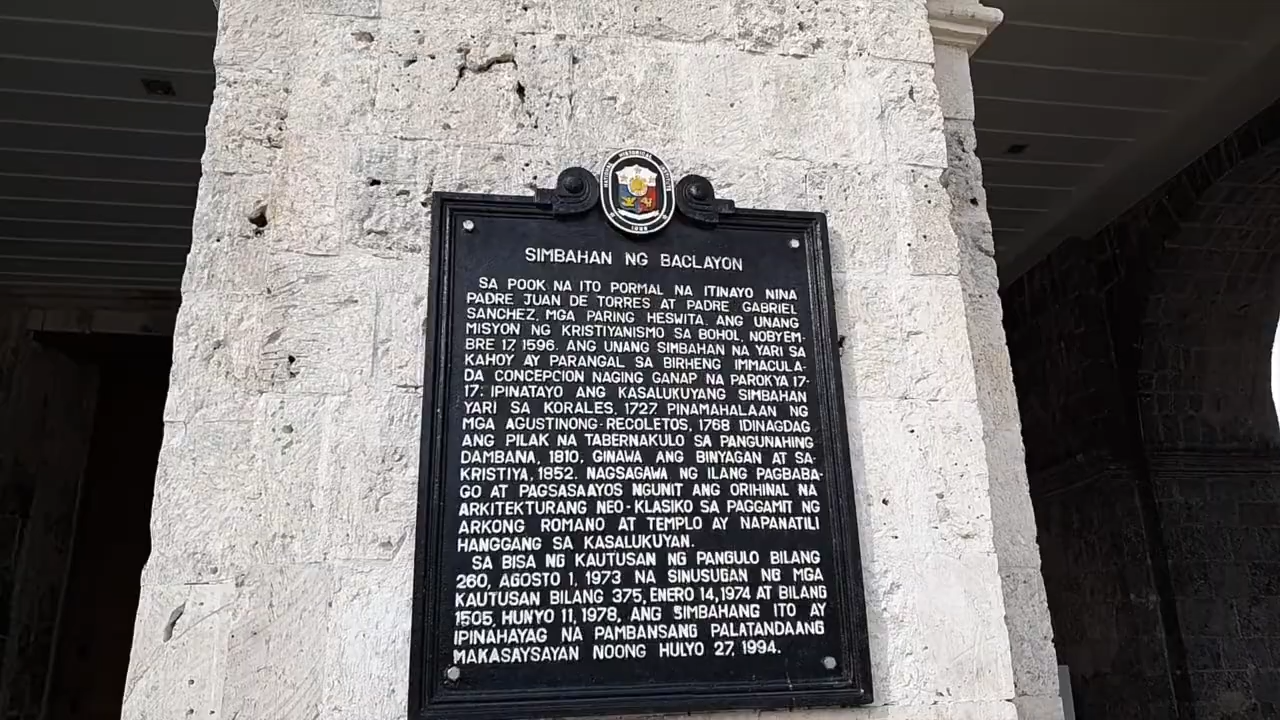 SIMBAHAN NG BACLAYON
SA POOK NA ITO PORMAL NA ITINAYO NINA
PADRE JUAN DE TORRES AT PADRE GABRIEL
SANCHEZ, MGA PARING HESWITA. ANG UNANG
MISYON NG KRISTIYANISMO SA BOHOL, NOBYEM-
BRE 17, 1596. ANG UNANG SIMBAHAN NA YARI SA
KAHOY AY PARANGAL SA BIRHENG IMMACULA-
DA CONCEPCION NAGING GANAP NA PAROKYA 17-
17: IPINATAYO ANG KASALUKUYANG SIMBAHAN
YARI SA KORALES, 1727. PINAMAHALAAN NG
MGA AGUSTINONG-RECOLETOS, 1768 IDINAGDAG
ANG PILAK NA TABERNAKULO SA PANGUNAHING
DAMBANA, 1810, GINAWA ANG BINYAGAN AT SA-
KRISTIYA, 1852. NAGSAGAWA NG ILANG PAGBABA-
GO AT PAGSASAAYOS NGUNIT ANG ORIHINAL NA
ARKITEKTURANG NEO-KLASIKO SA PAGGAMIT NG
ARKONG ROMANO AT TEMPLO AY NAPANATILI
HANGGANG SA KASALUKUYAN.
SA BISA NG KAUTUSAN NG PANGULO BILANG
260, AGOSTO 1, 1973 NA SINUSUGAN NG MGA
KAUTUSAN BILANG 375, ENERO 14, 1974 AT BILANG
1505, HUNYO 11, 1978, ANG SIMBAHANG ITO AY
IPINAHAYAG NA PAMBANSANG PALATANDAANG
MAKASAYSAYAN NOONG HULYO 27, 1994.